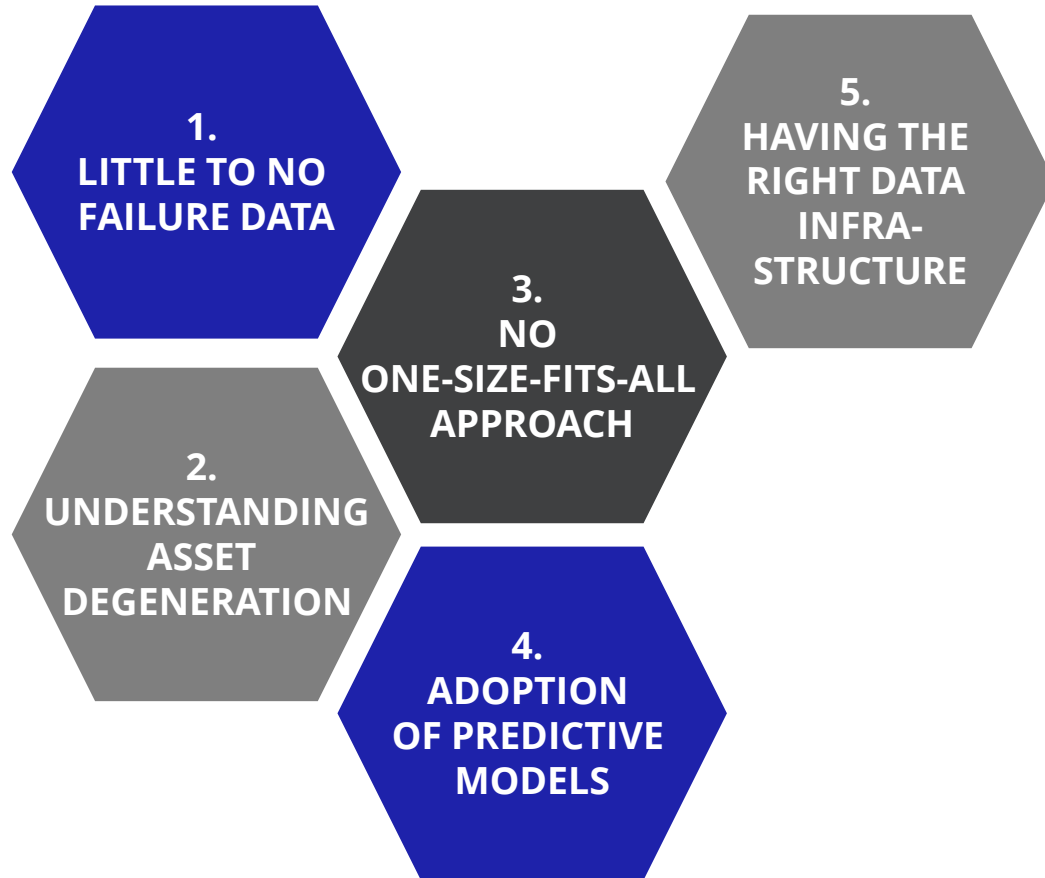 1.
LITTLE TO NO
FAILURE DATA
2.
UNDERSTANDING
ASSET
DEGENERATION
3.
NO
ONE-SIZE-FITS-ALL
APPROACH
4.
ADOPTION
OF PREDICTIVE
MODELS
5.
HAVING THE
RIGHT DATA
INFRA-
STRUCTURE